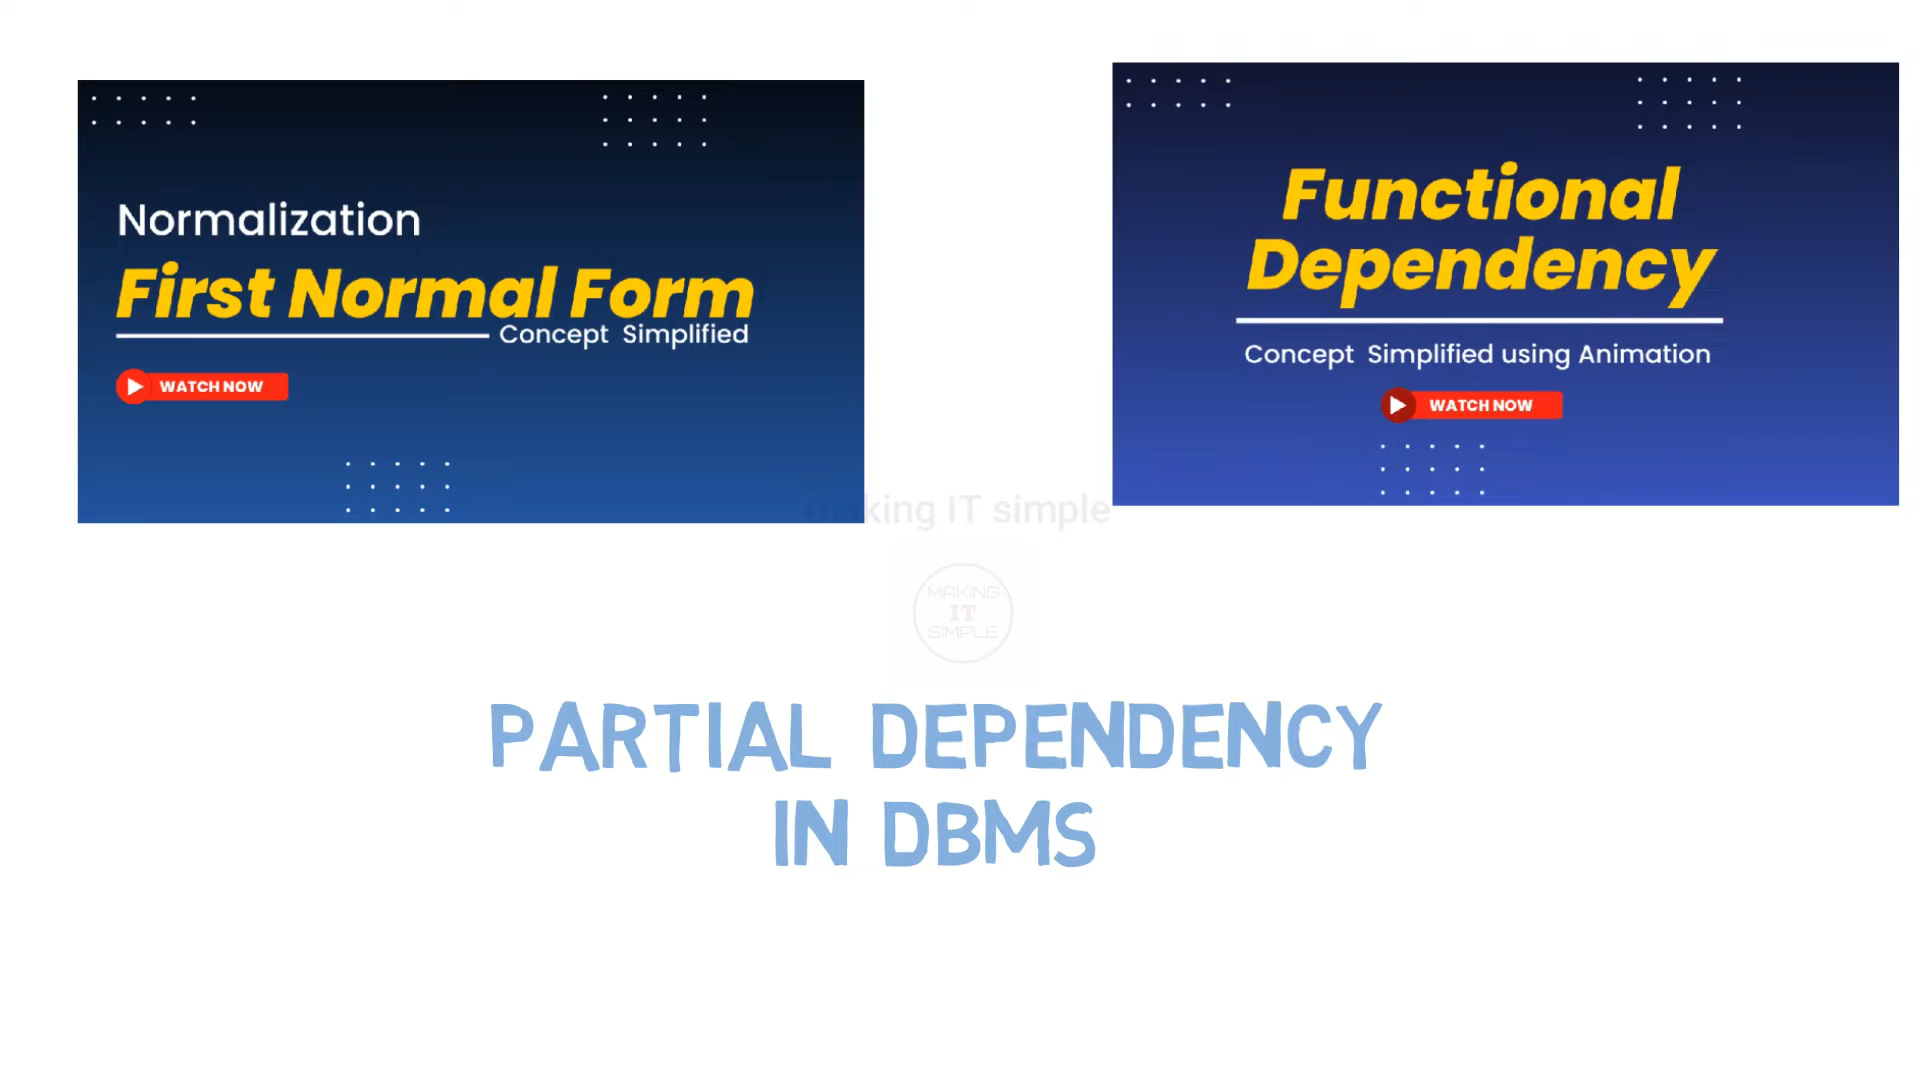 Normalization
First Normal Form
Concept Simplified
WATCH NOW
Functional
Dependency
Concept Simplified using Animation
WATCH NOW
making IT simple
MAKING
IT
SIMPLE
PARTIAL DEPENDENCY
IN DBMS